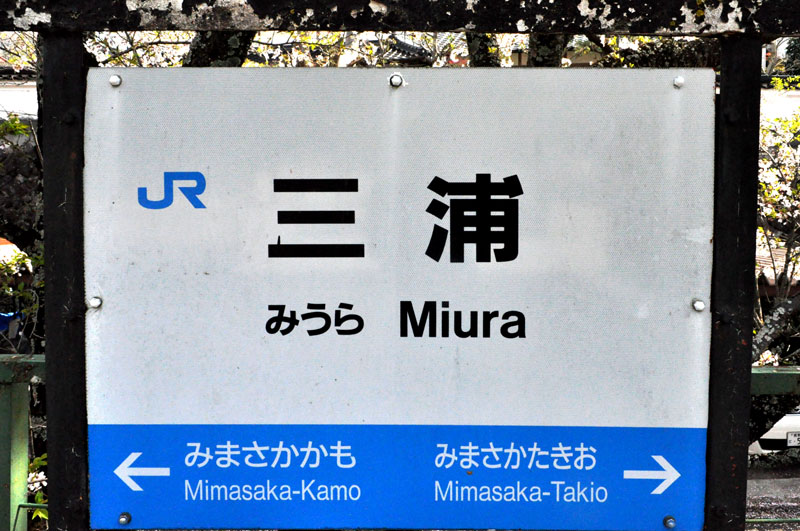 JR 三浦
みうら Miura
みまさかかも みまさかたきお
Mimasaka-Kamo Mimasaka-Takio